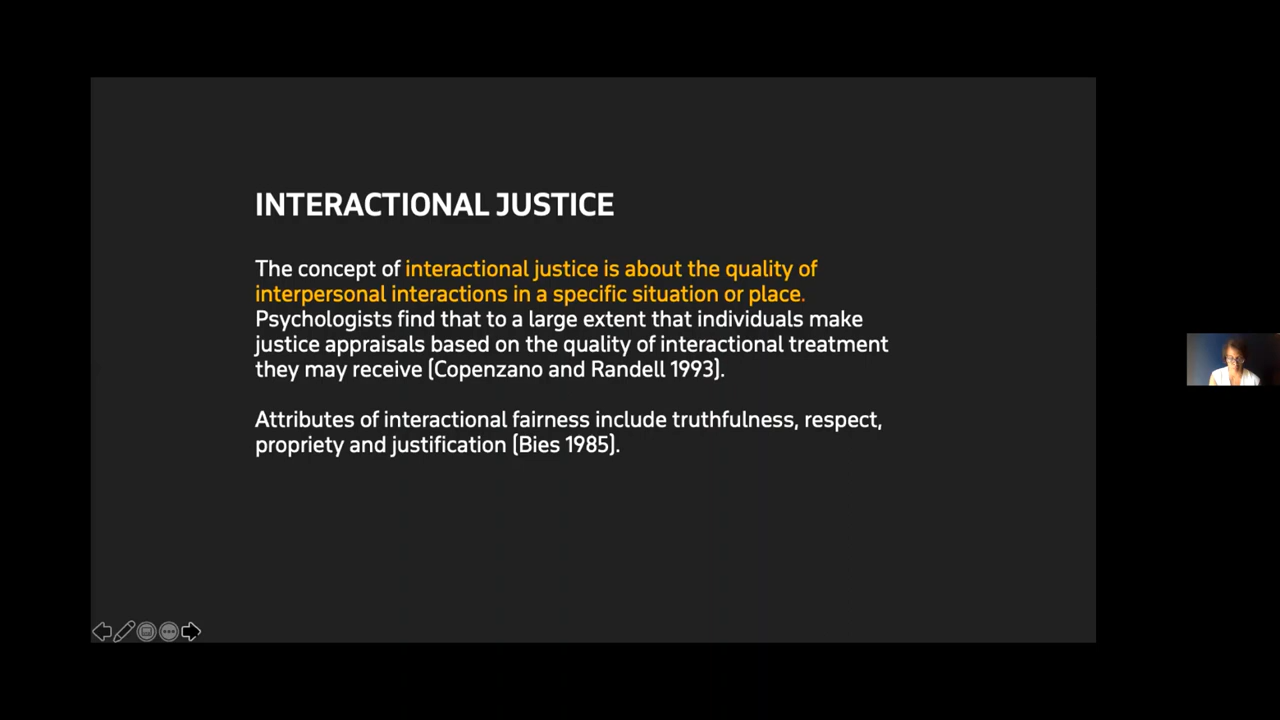 INTERACTIONAL JUSTICE
The concept of interactional justice is about the quality of
interpersonal interactions in a specific situation or place.
Psychologists find that to a large extent that individuals make
justice appraisals based on the quality of interactional treatment
they may receive (Copenzano and Randell 1993).
Attributes of interactional fairness include truthfulness, respect,
propriety and justification (Bies 1985).